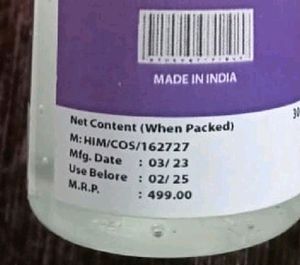 MADE IN INDIA
30
Net Content (When Packed)
M: HIM/COS/162727
Mfg. Date : 03/23
Use Belore : 02/25
M.R.P. : 499.00